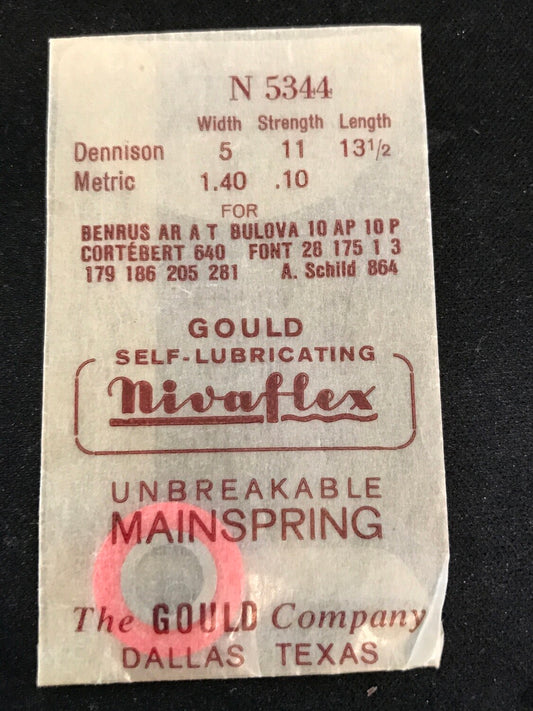 N 5344
Width Strength Length
Dennison 5 11 13 1/2
Metric 1.40 .10
FOR
BENRUS AR A T BULOVA 10 AP 10 P
CORTÉBERT 640 FONT 28 175 1 3
179 186 205 281 A. Schild 864
GOULD
SELF-LUBRICATING
Nivaflex
UNBREAKABLE
MAINSPRING
The GOULD Company
DALLAS TEXAS